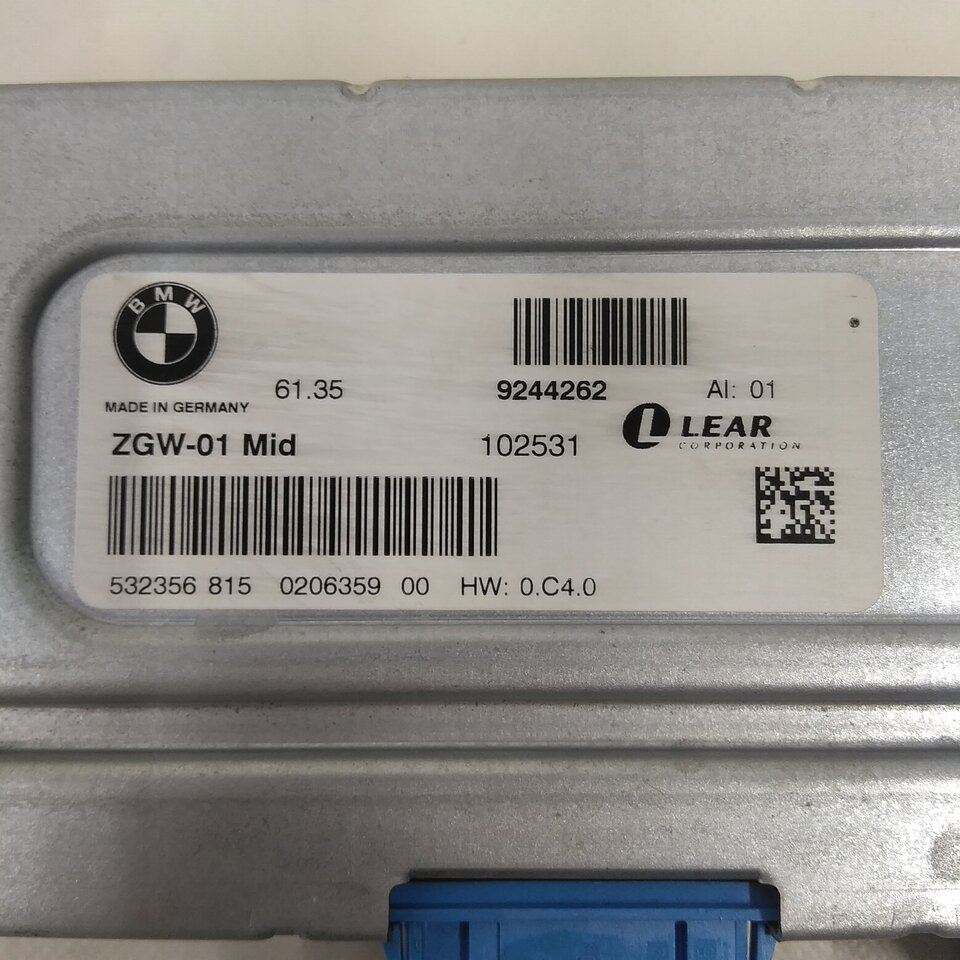 BMW
61.35
9244262
AI: 01
MADE IN GERMANY
LEAR
CORPORATION
ZGW-01 Mid
102531
532356 815 0206359 00 HW: 0.C4.0